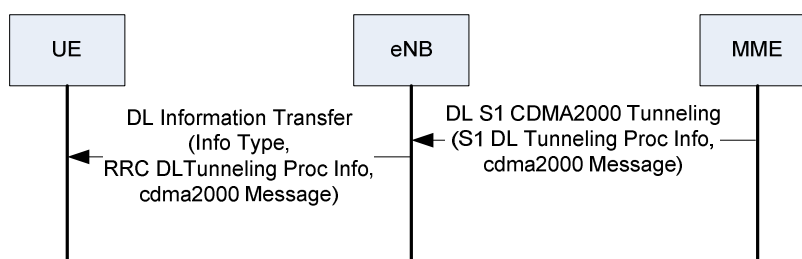 UE
eNB
MME
DL Information Transfer
(Info Type,
RRC DLTunneling Proc Info,
cdma2000 Message)
DL S1 CDMA2000 Tunneling
(S1 DL Tunneling Proc Info,
cdma2000 Message)